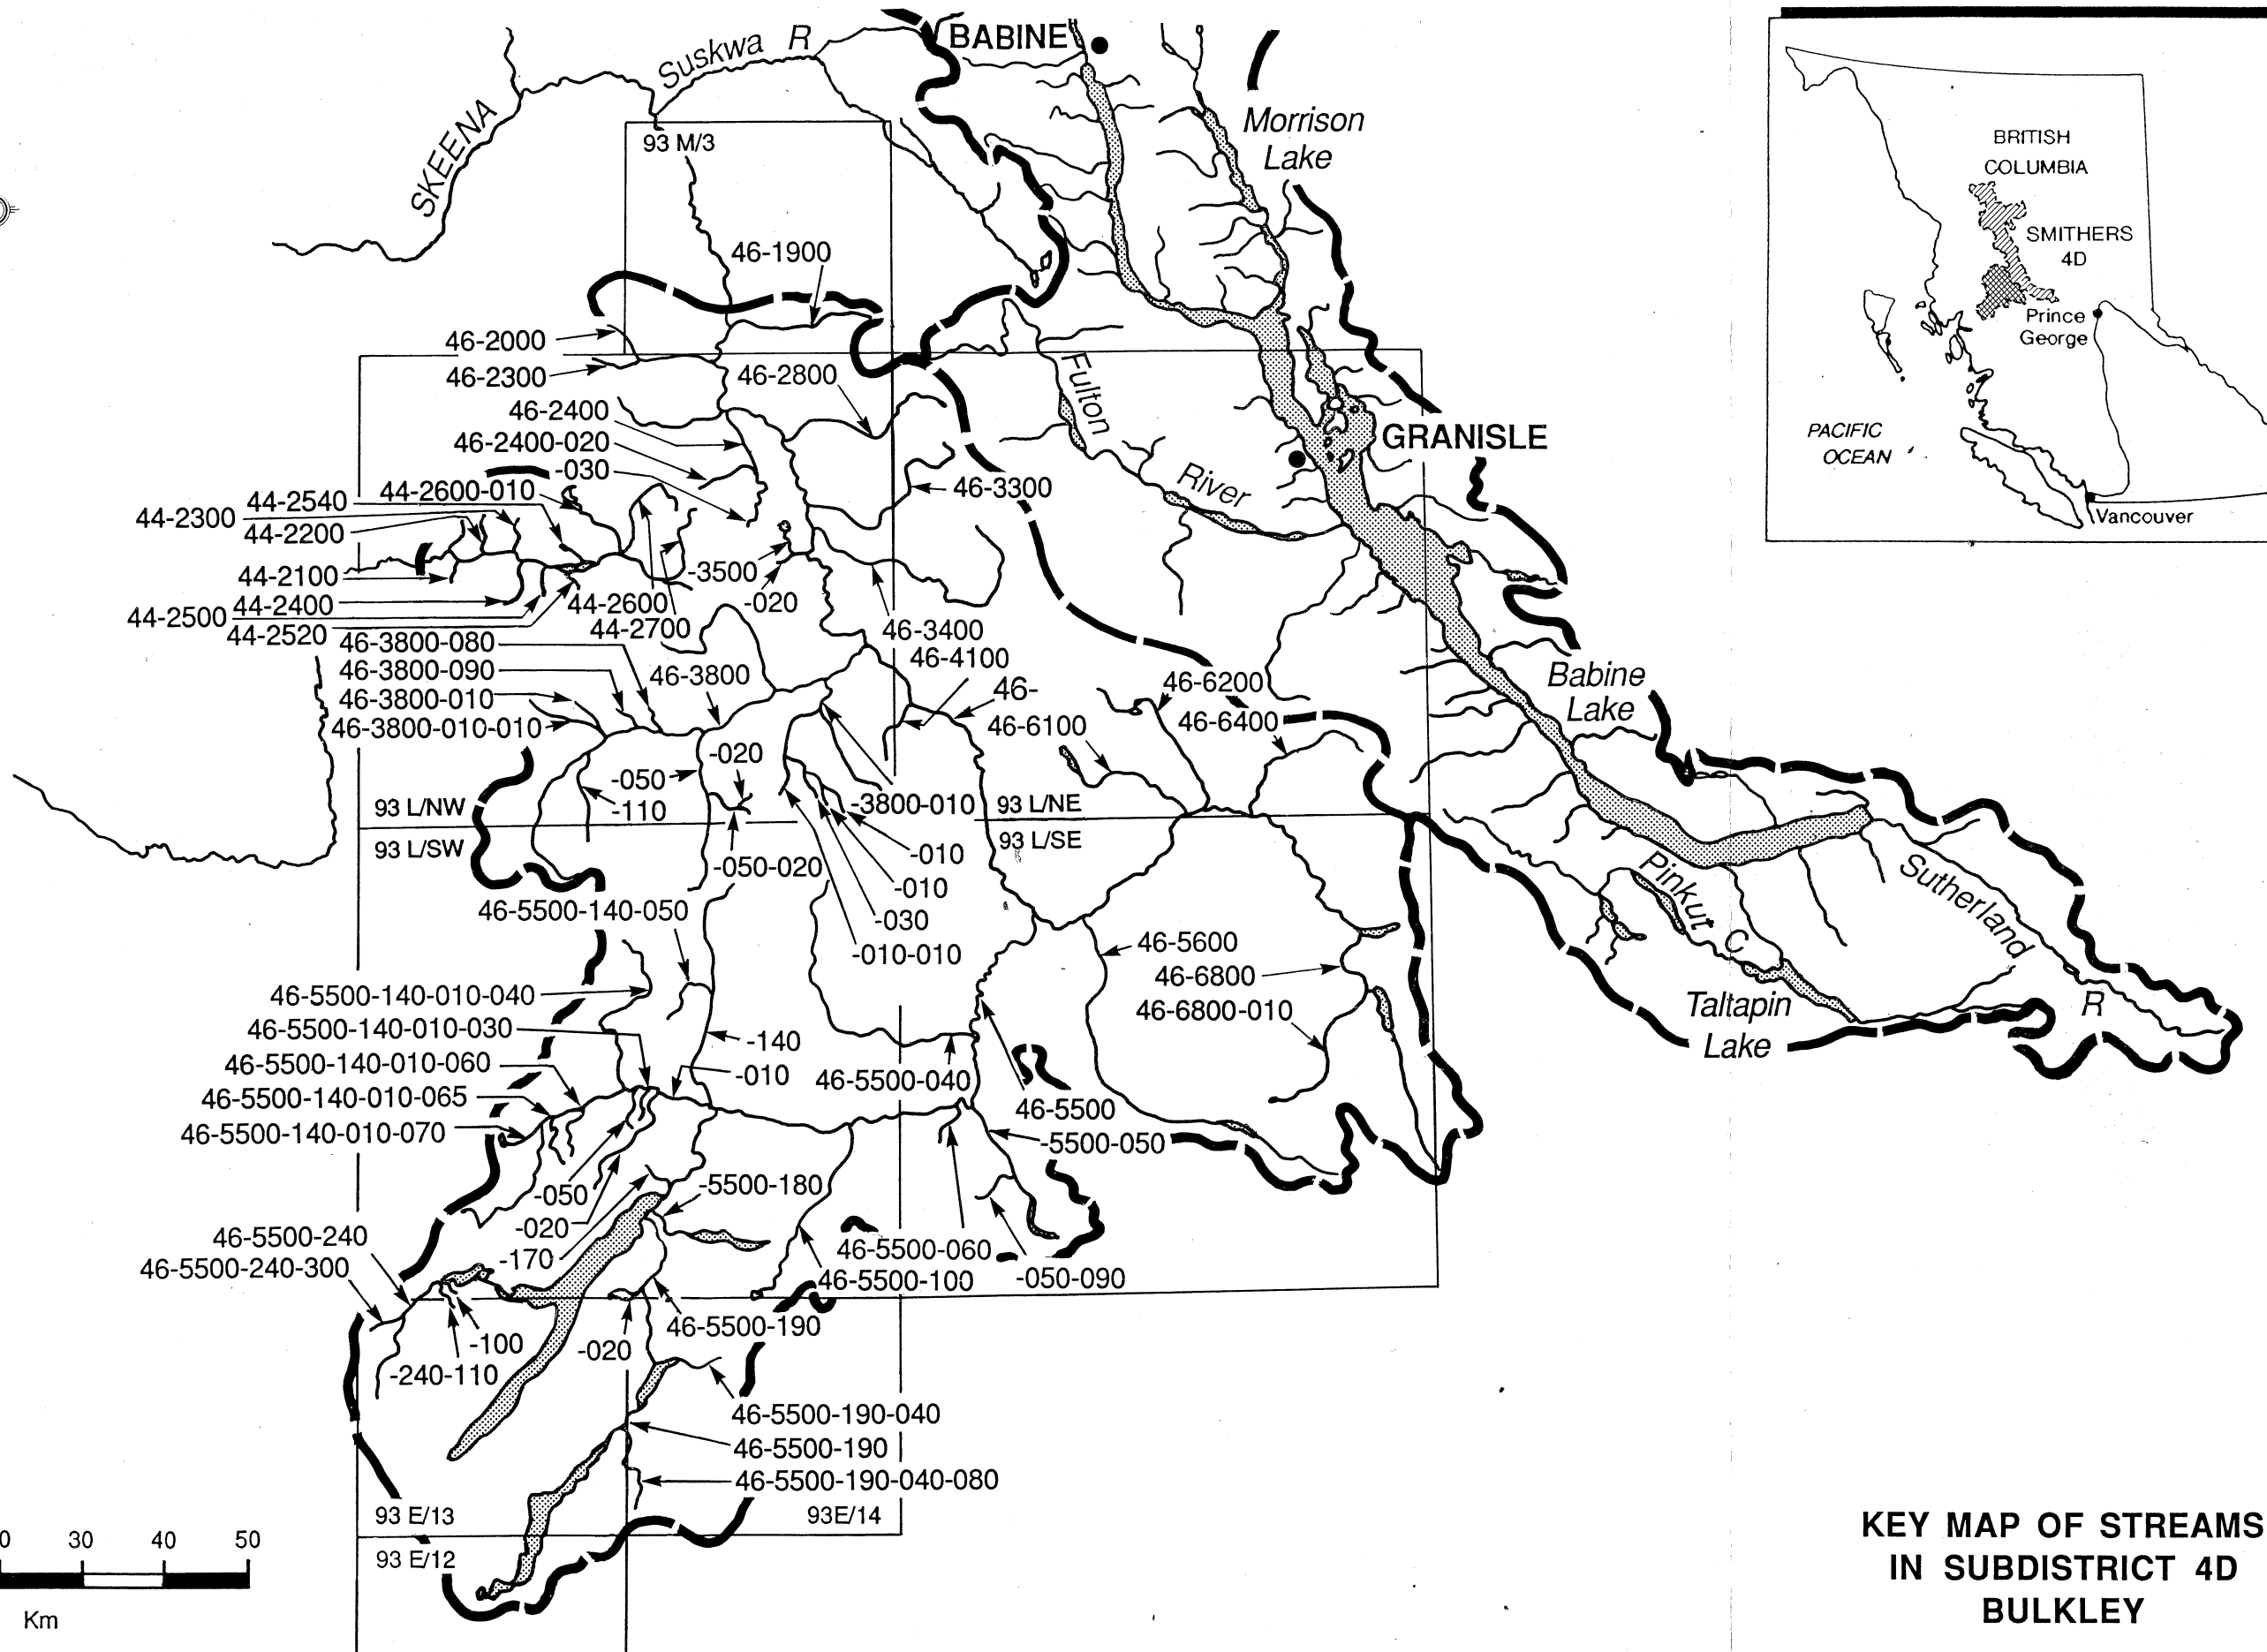 BABINE
Suskwa R
SKEENA
93 M/3
Morrison
Lake
BRITISH
COLUMBIA
SMITHERS
4D
Prince
George
PACIFIC
OCEAN
Vancouver
46-1900
46-2000
46-2300
46-2800
46-2400
46-2400-020
-030
Fulton
River
GRANISLE
46-3300
44-2600-010
44-2540
44-2300
44-2200
44-2100
44-2400
44-2500
44-2520
44-2600
44-2700
-3500
-020
46-3400
46-4100
46-3800-080
46-3800-090
46-3800-010
46-3800-010-010
46-3800
46-
46-6100
46-6200
46-6400
Babine
Lake
-020
-050
-110
-3800-010
93 L/NW
93 L/NE
93 L/SW
93 L/SE
-050-020
-010
-010
-030
-010-010
46-5500-140-050
46-5600
46-6800
46-6800-010
Pinkut C
Sutherland
R
Taltapin
Lake
46-5500-140-010-040
46-5500-140-010-030
46-5500-140-010-060
46-5500-140-010-065
46-5500-140-010-070
-140
-010
46-5500-040
46-5500
-5500-050
-050
-020
-170
-5500-180
46-5500-240
46-5500-240-300
46-5500-060
46-5500-100
-050-090
-100
-240-110
-020
46-5500-190
46-5500-190-040
46-5500-190
46-5500-190-040-080
93 E/13
93E/14
93 E/12
0 30 40 50
Km
KEY MAP OF STREAMS
IN SUBDISTRICT 4D
BULKLEY